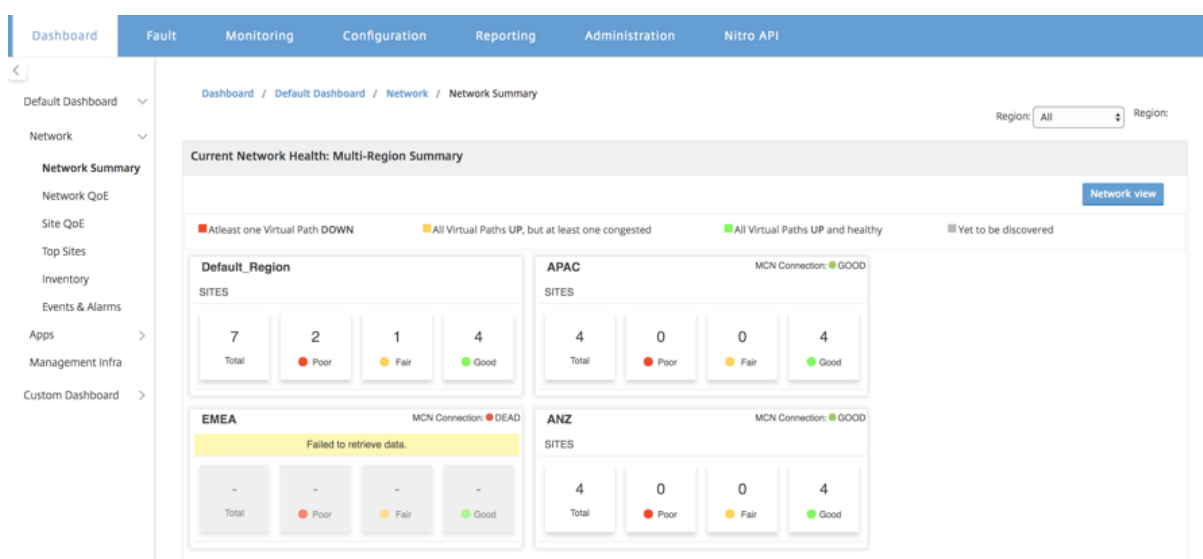 Dashboard Fault Monitoring Configuration Reporting Administration Nitro API
Default Dashboard
Network
Network Summary
Network QoE
Site QoE
Top Sites
Inventory
Events & Alarms
Apps
Management Infra
Custom Dashboard
Dashboard / Default Dashboard / Network / Network Summary
Region: All Region:
Current Network Health: Multi-Region Summary
Network view
Atleast one Virtual Path DOWN All Virtual Paths UP, but at least one congested All Virtual Paths UP and healthy Yet to be discovered
Default_Region
SITES
7 2 1 4
Total Poor Fair Good
APAC MCN Connection: GOOD
SITES
4 0 0 4
Total Poor Fair Good
EMEA MCN Connection: DEAD
Failed to retrieve data.
- - - -
Total Poor Fair Good
ANZ MCN Connection: GOOD
SITES
4 0 0 4
Total Poor Fair Good